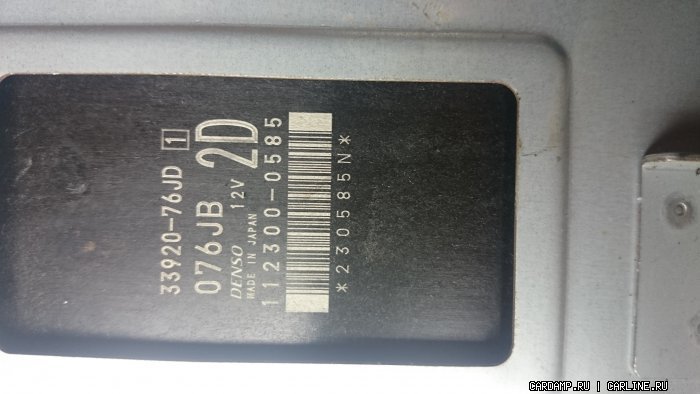 33920-76JD 1
076JB 2D
DENSO 12V
MADE IN JAPAN
112300-0585
*230585N*
CARDAMP.RU | CARLINE.RU